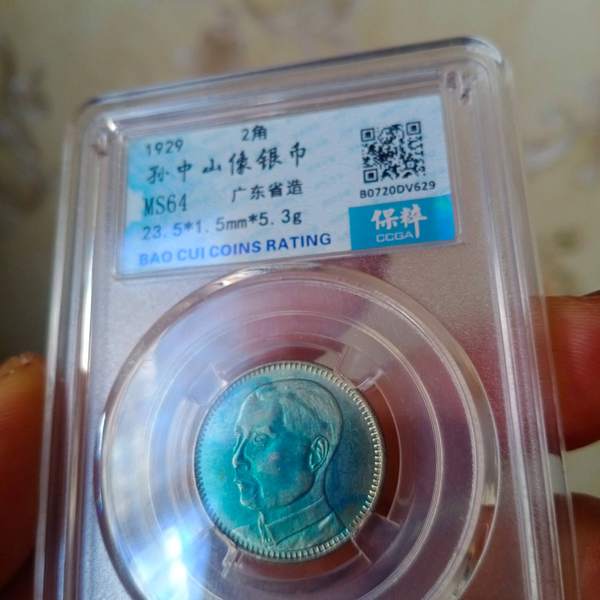 1929 2角
孙中山像银币
MS64 广东省造
23.5*1.5mm*5.3g
B0720DV629
保粹
CCGA
BAO CUI COINS RATING